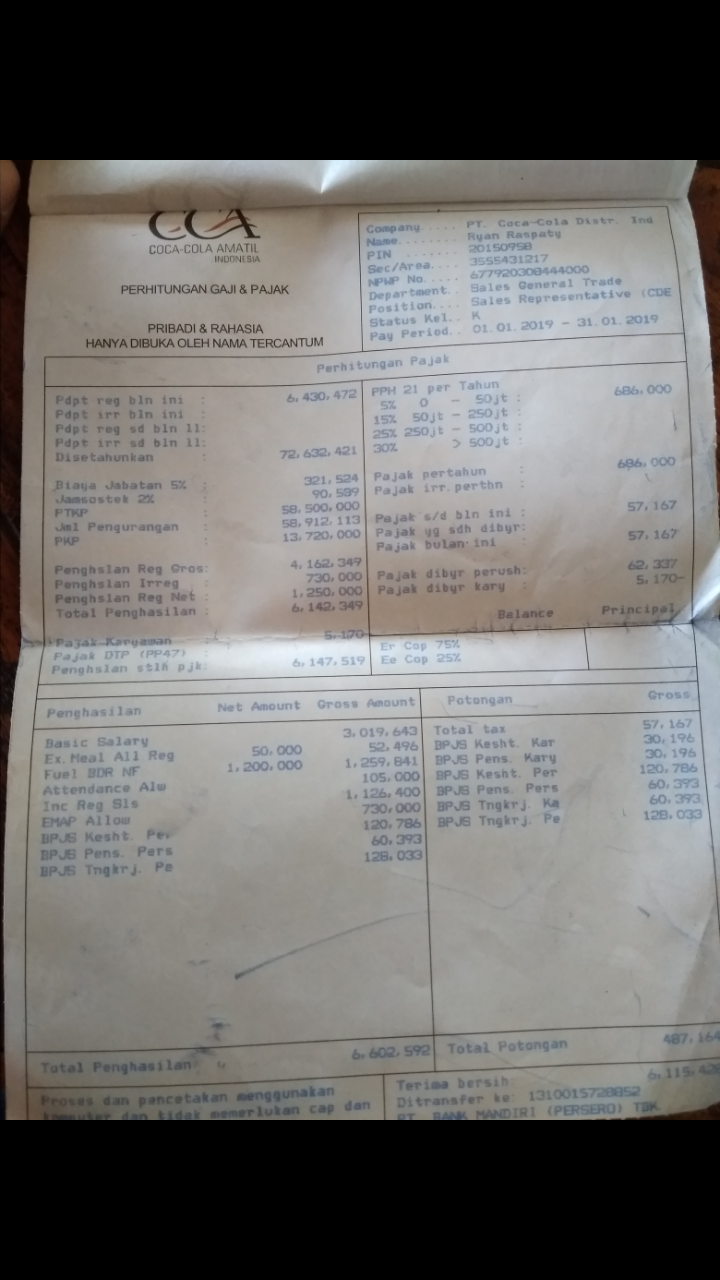 CCA
COCA-COLA AMATIL
INDONESIA
PERHITUNGAN GAJI & PAJAK
PRIBADI & RAHASIA
HANYA DIBUKA OLEH NAMA TERCANTUM
Company..... PT. Coca-Cola Distr. Ind
Name........ Ryan Raspaty
PIN ....... 20150958
Sec/Area.... 3555431217
NPWP No..... 677920308444000
Department.. Sales General Trade
Position.... Sales Representative (CDE
Status Kel.. K
Pay Period.. 01.01.2019 - 31.01.2019
Perhitungan Pajak
Pdpt reg bln ini : 6,430,472
Pdpt irr bln ini :
Pdpt reg sd bln ll:
Pdpt irr sd bln ll:
Disetahunkan : 72,632,421
Biaya Jabatan 5% : 321,524
Jamsostek 2% : 90,589
PTKP : 58,500,000
Jml Pengurangan : 58,912,113
PKP : 13,720,000
Penghslan Reg Gros: 4,162,349
Penghslan Irreg : 730,000
Penghslan Reg Net : 1,250,000
Total Penghasilan : 6,142,349
Pajak Karyawan : 5,170
Pajak DTP (PP47) :
Penghslan stlh pjk: 6,147,519
PPH 21 per Tahun
5% 0 - 50jt : 686,000
15% 50jt - 250jt :
25% 250jt - 500jt :
30% > 500jt :
Pajak pertahun : 686,000
Pajak irr.perthn :
Pajak s/d bln ini : 57,167
Pajak yg sdh dibyr:
Pajak bulan ini : 57,167
Pajak dibyr perush: 62,337
Pajak dibyr kary : 5,170-
Balance Principal
Er Cop 75%
Ee Cop 25%
Penghasilan Net Amount Gross Amount
Basic Salary 3,019,643
Ex.Meal All Reg 50,000 52,496
Fuel BDR NF 1,200,000 1,259,841
Attendance Alw 105,000
Inc Reg Sls 1,126,400
EMAP Allow 730,000
BPJS Kesht. Per 120,786
BPJS Pens. Pers 60,393
BPJS Tngkrj. Pe 128,033
Potongan Gross
Total tax 57,167
BPJS Kesht. Kar 30,196
BPJS Pens. Kary 30,196
BPJS Kesht. Per 120,786
BPJS Pens. Pers 60,393
BPJS Tngkrj. Ka 60,393
BPJS Tngkrj. Pe 128,033
Total Penghasilan 6,602,592
Total Potongan 487,164
Proses dan pencetakan menggunakan
komputer dan tidak memerlukan cap dan
Terima bersih: 6,115,428
Ditransfer ke: 1310015728852
PT. BANK MANDIRI (PERSERO) TBK.